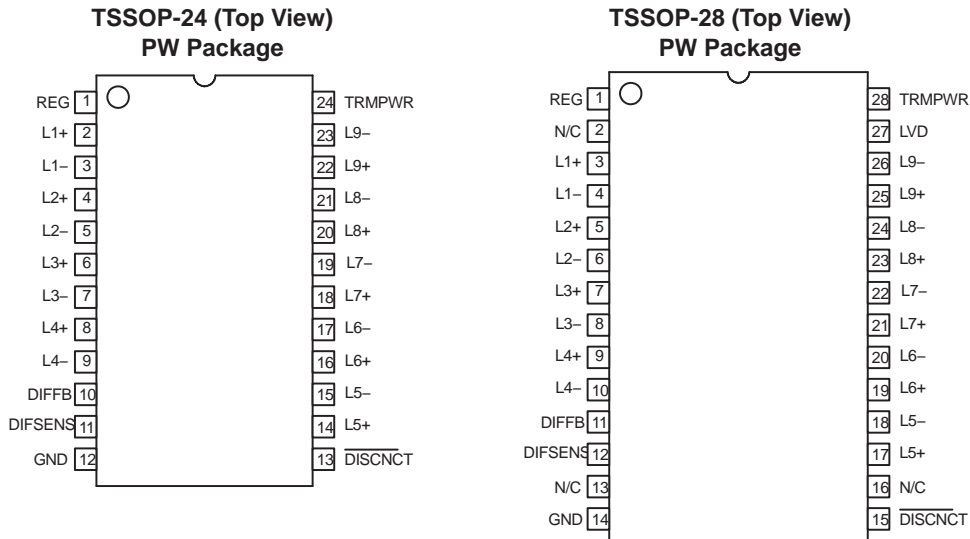 TSSOP-24 (Top View)
PW Package
REG 1
L1+ 2
L1– 3
L2+ 4
L2– 5
L3+ 6
L3– 7
L4+ 8
L4– 9
DIFFB 10
DIFSENS 11
GND 12
24 TRMPWR
23 L9–
22 L9+
21 L8–
20 L8+
19 L7–
18 L7+
17 L6–
16 L6+
15 L5–
14 L5+
13 DISCNCT
TSSOP-28 (Top View)
PW Package
REG 1
N/C 2
L1+ 3
L1– 4
L2+ 5
L2– 6
L3+ 7
L3– 8
L4+ 9
L4– 10
DIFFB 11
DIFSENS 12
N/C 13
GND 14
28 TRMPWR
27 LVD
26 L9–
25 L9+
24 L8–
23 L8+
22 L7–
21 L7+
20 L6–
19 L6+
18 L5–
17 L5+
16 N/C
15 DISCNCT